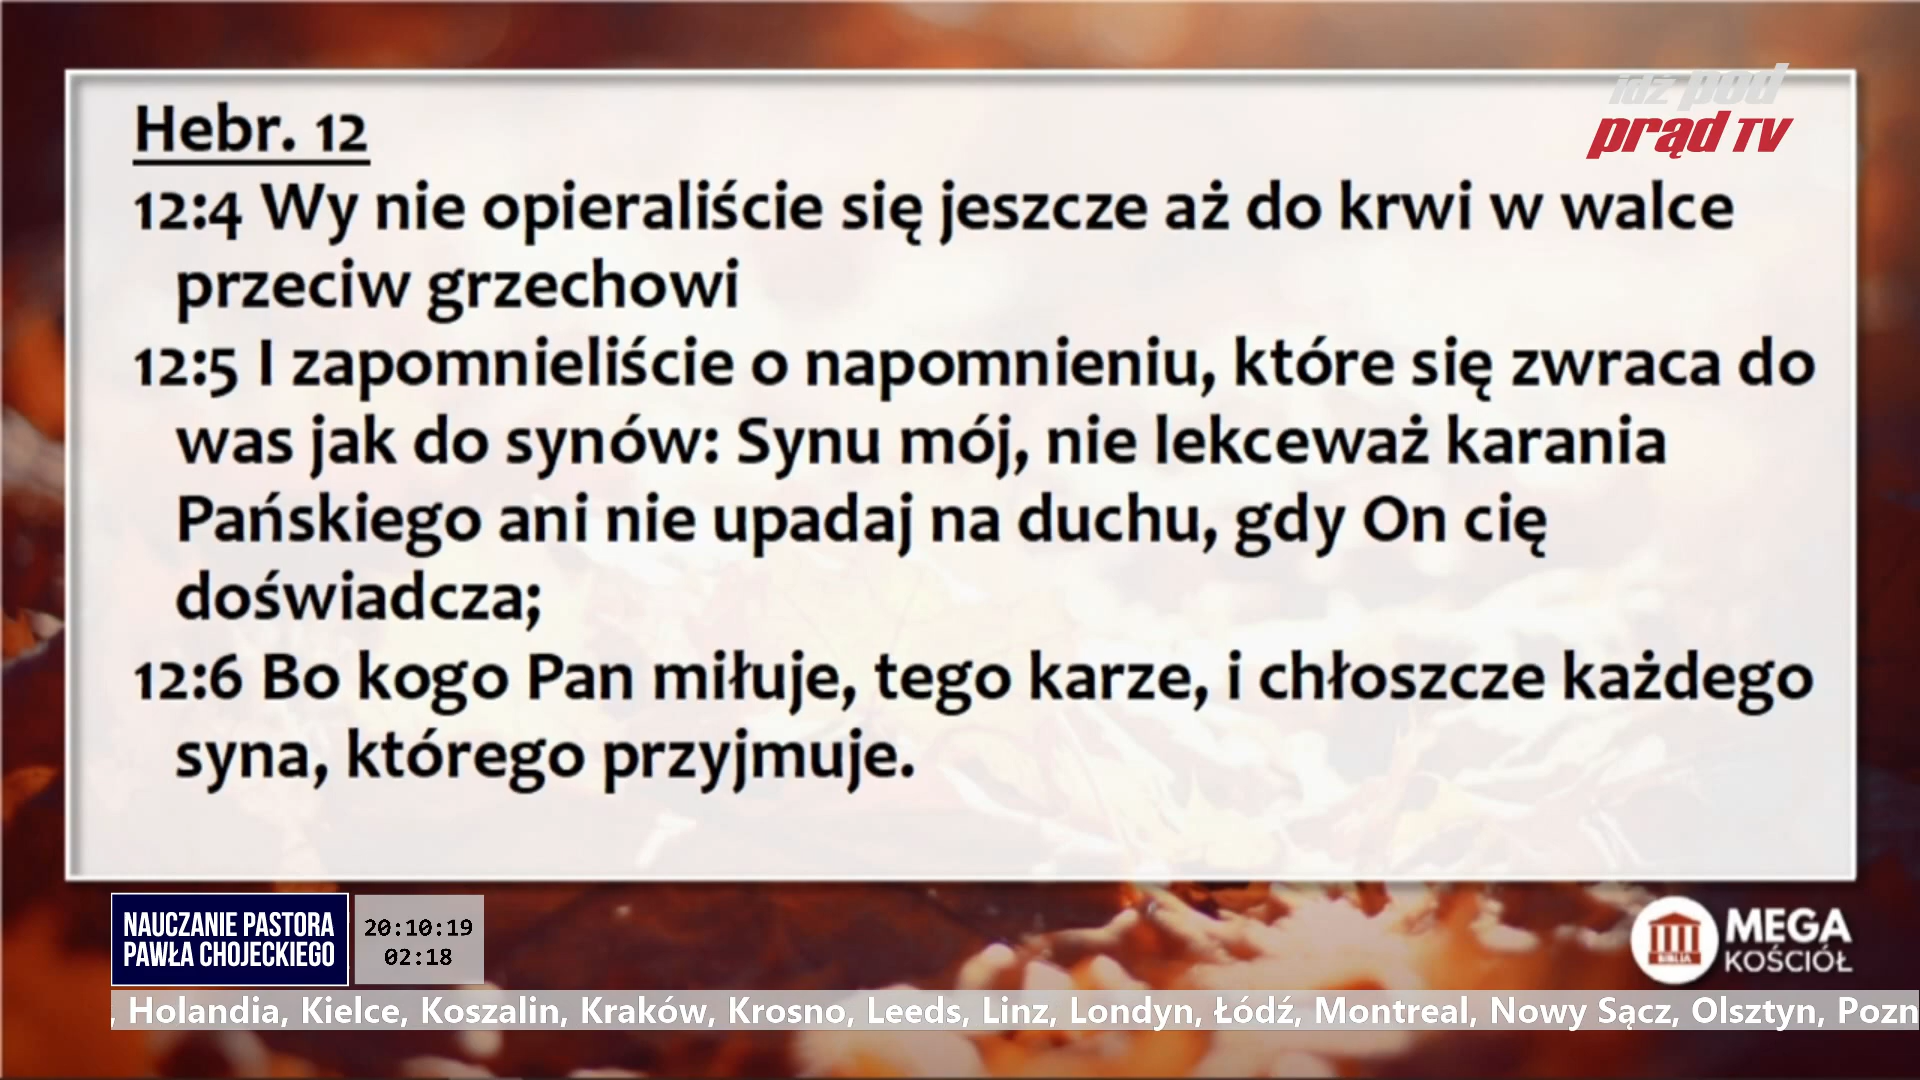 idź pod
prąd TV
Hebr. 12
12:4 Wy nie opieraliście się jeszcze aż do krwi w walce
przeciw grzechowi
12:5 I zapomnieliście o napomnieniu, które się zwraca do
was jak do synów: Synu mój, nie lekceważ karania
Pańskiego ani nie upadaj na duchu, gdy On cię
doświadcza;
12:6 Bo kogo Pan miłuje, tego karze, i chłoszcze każdego
syna, którego przyjmuje.
NAUCZANIE PASTORA
PAWŁA CHOJECKIEGO
20:10:19
02:18
BIBLIA
MEGA
KOŚCIÓŁ
, Holandia, Kielce, Koszalin, Kraków, Krosno, Leeds, Linz, Londyn, Łódź, Montreal, Nowy Sącz, Olsztyn, Pozn